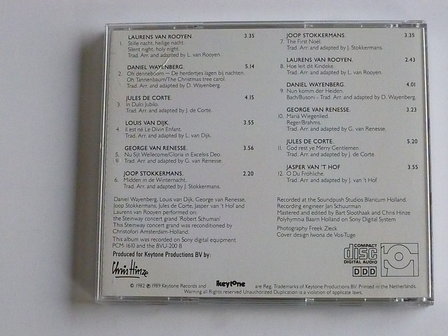 LAURENS VAN ROOYEN. 3.35
1. Stille nacht, heilige nacht.
Silent night, holy night.
Trad. Arr. and adapted by L. van Rooyen
DANIEL WAYENBERG. 5.14
2. Oh denneboom — De herdertjes lagen bij nachten.
Oh Tannenbaum/The Christmas tree carol.
Trad. Arr. and adapted by D. Wayenberg.
JULES DE CORTE. 4.15
3. In Dulci Jubilo.
Trad. Arr. and adapted by J. de Corte.
LOUIS VAN DIJK. 3.55
4. Il est né Le Divin Enfant.
Trad. Arr. and adapted by L. van Dijk.
GEORGE VAN RENESSE. 3.56
5. Nu Sijt Wellecome/Gloria in Excelsis Deo.
Trad. Arr. and adapted by G. van Renesse.
JOOP STOKKERMANS. 2.20
6. Midden in de Winternacht.
Trad. Arr. and adapted by J. Stokkermans.
JOOP STOKKERMANS. 3.35
7. The First Noel.
Trad. Arr. and adapted by J. Stokkermans.
LAURENS VAN ROOYEN. 2.43
8. Hoe leit dit Kindeke.
Trad. Arr. and adapted by L. van Rooyen.
DANIEL WAYENBERG. 4.01
9. Nun komm der Heiden.
Bach/Busoni. Trad. Arr. and adapted by D. Wayenberg
GEORGE VAN RENESSE. 3.23
10. Maria Wiegenlied.
Reger/Brahms.
Trad. Arr. and adapted by G. van Renesse.
JULES DE CORTE. 5.20
11. God rest ye Merry Gentlemen.
Trad. Arr. and adapted by J. de Corte
JASPER VAN 'T HOF 3.55
12. O Du Fröhliche.
Trad. Arr. and adapted by J. van 't Hof
Daniel Wayenberg, Louis van Dijk, George van Renesse,
Joop Stokkermans, Jules de Corte, Jasper van 't Hof and
Laurens van Rooyen performed on the
Steinway concert grand 'Robert Schuman'.
This Steinway concert grand was reconditioned by
Christofori Amsterdam-Holland.
This album was recorded on Sony digital equipment
PCM-1610 and the BVU 200 B
Recorded at the Soundpush Studios Blaricum Holland.
Recording engineer Jan Schuurman
Mastered and edited by Bart Sloothaak and Chris Hinze
Polyhymnia Baarn Holland on Sony Digital equipment.
Photography Freek Zieck
Cover design Iwona de Vos-Tuge.
Produced for Keytone Productions BV by:
Chris Hinze
keytone
COMPACT
disc
DIGITAL AUDIO
DDD
© 1982 ℗ 1989 Keytone Records and are Reg. Trademarks of Keytone Productions BV. Printed in the Netherlands.
Warning all rights reserved Unauthorized Duplication is a violation of applicable laws.